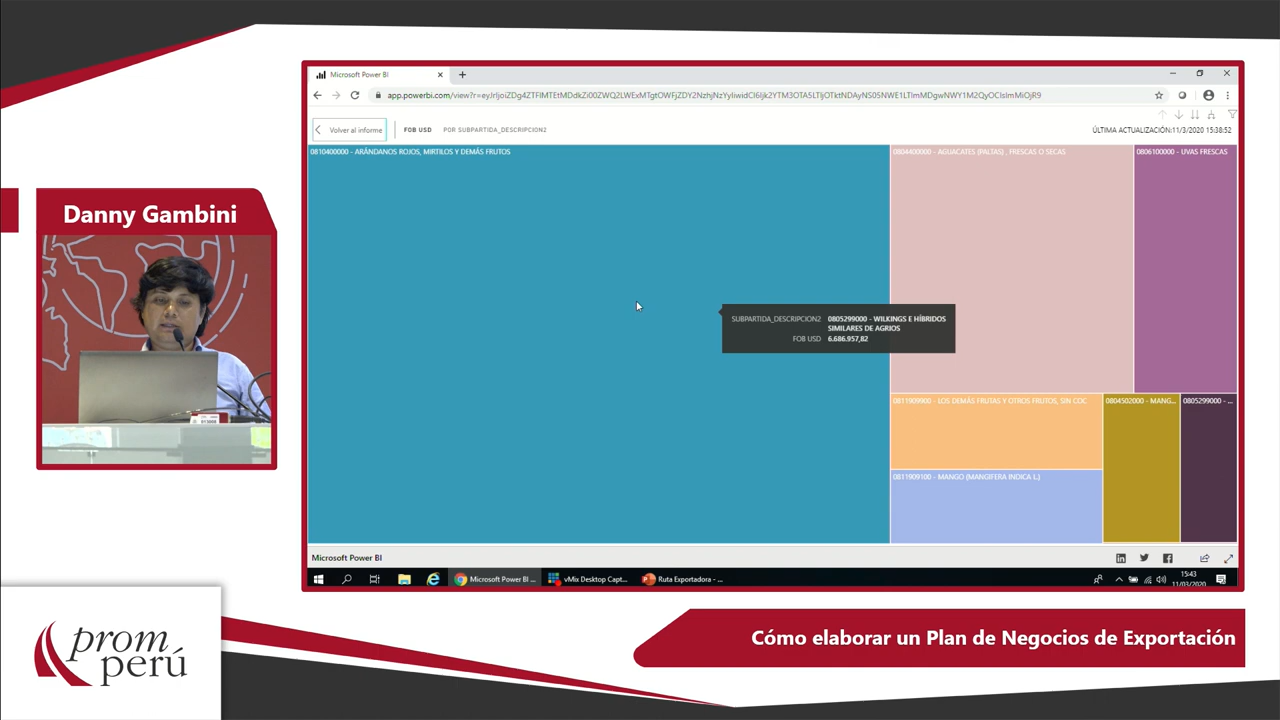 Microsoft Power BI
app.powerbi.com/view?r=
Volver al informe
FOB USD
POR SUBPARTIDA_DESCRIPCION2
ÚLTIMA ACTUALIZACIÓN:11/3/2020 15:38:52
0810400000 - ARÁNDANOS ROJOS, MIRTILOS Y DEMÁS FRUTOS
0804400000 - AGUACATES (PALTAS) , FRESCAS O SECAS
0806100000 - UVAS FRESCAS
Danny Gambini
SUBPARTIDA_DESCRIPCION2 0805299000 - WILKINGS E HÍBRIDOS
SIMILARES DE AGRIOS
FOB USD 6.686.957,82
0811909900 - LOS DEMÁS FRUTAS Y OTROS FRUTOS, SIN COC
0804502000 - MANG...
0805299000 - ...
0811909100 - MANGO (MANGIFERA INDICA L.)
Microsoft Power BI
Microsoft Power BI ...
vMix Desktop Capt...
Ruta Exportadora - ...
15:43
11/03/2020
Cómo elaborar un Plan de Negocios de Exportación
prom
perú